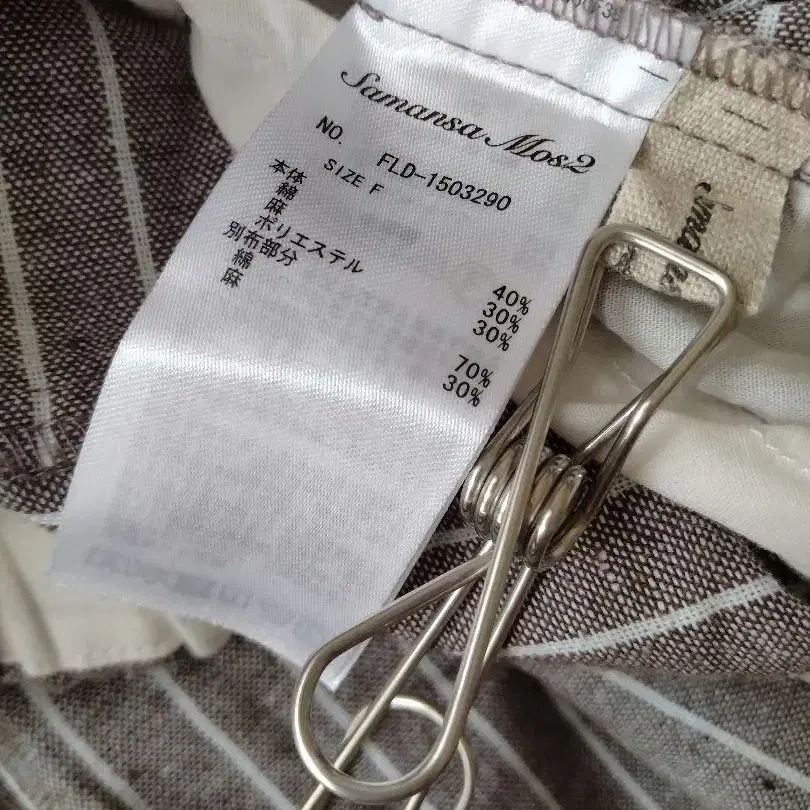 Samansa Mos2
NO. FLD-1503290
SIZE F
本体
綿 40%
麻 30%
ポリエステル 30%
別布部分
綿 70%
麻 30%